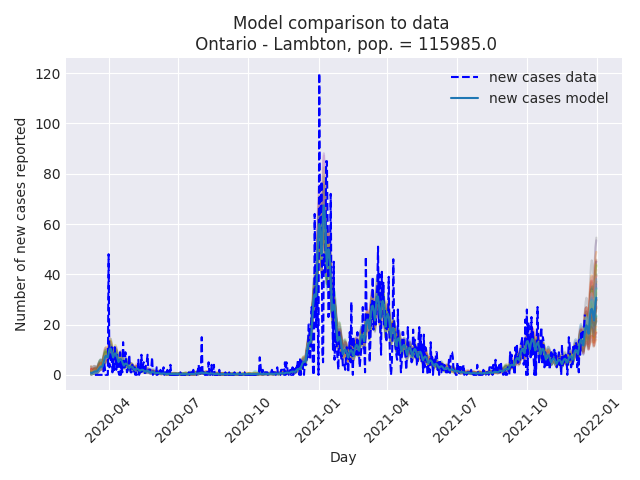 Model comparison to data
Ontario - Lambton, pop. = 115985.0
new cases data
new cases model
Number of new cases reported
120
100
80
60
40
20
0
2020-04
2020-07
2020-10
2021-01
2021-04
2021-07
2021-10
2022-01
Day